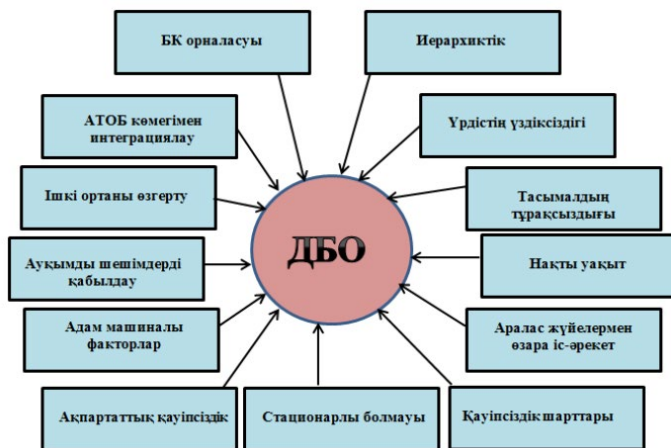 БК орналасуы
Иерархиктік
АТОБ көмегімен
интеграциялау
Үрдістің үздіксіздігі
Ішкі ортаны өзгерту
Тасымалдың
тұрақсыздығы
ДБО
Ауқымды шешімдерді
қабылдау
Нақты уақыт
Адам машиналы
факторлар
Аралас жүйелермен
өзара іс-әрекет
Ақпартаттық қауіпсіздік
Стационарлы болмауы
Қауіпсіздік шарттары